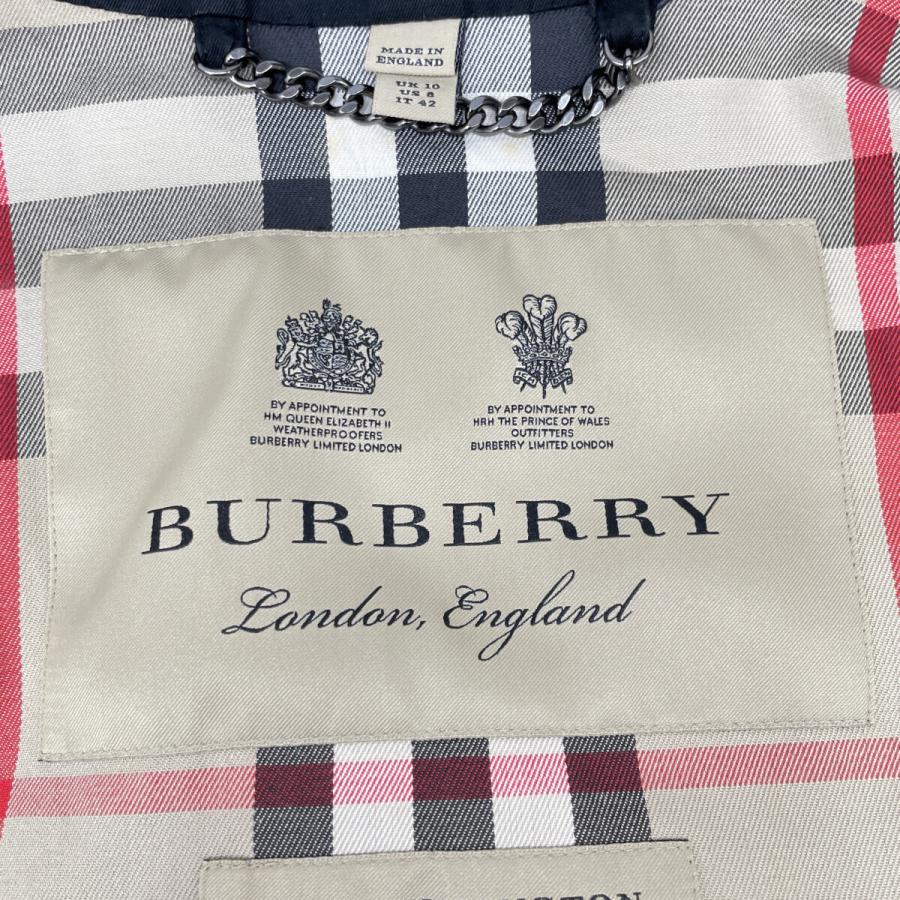 MADE IN
ENGLAND
UK 10
US 8
IT 42
BY APPOINTMENT TO
HM QUEEN ELIZABETH II
WEATHERPROOFERS
BURBERRY LIMITED LONDON
BY APPOINTMENT TO
HRH THE PRINCE OF WALES
OUTFITTERS
BURBERRY LIMITED LONDON
BURBERRY
London, England